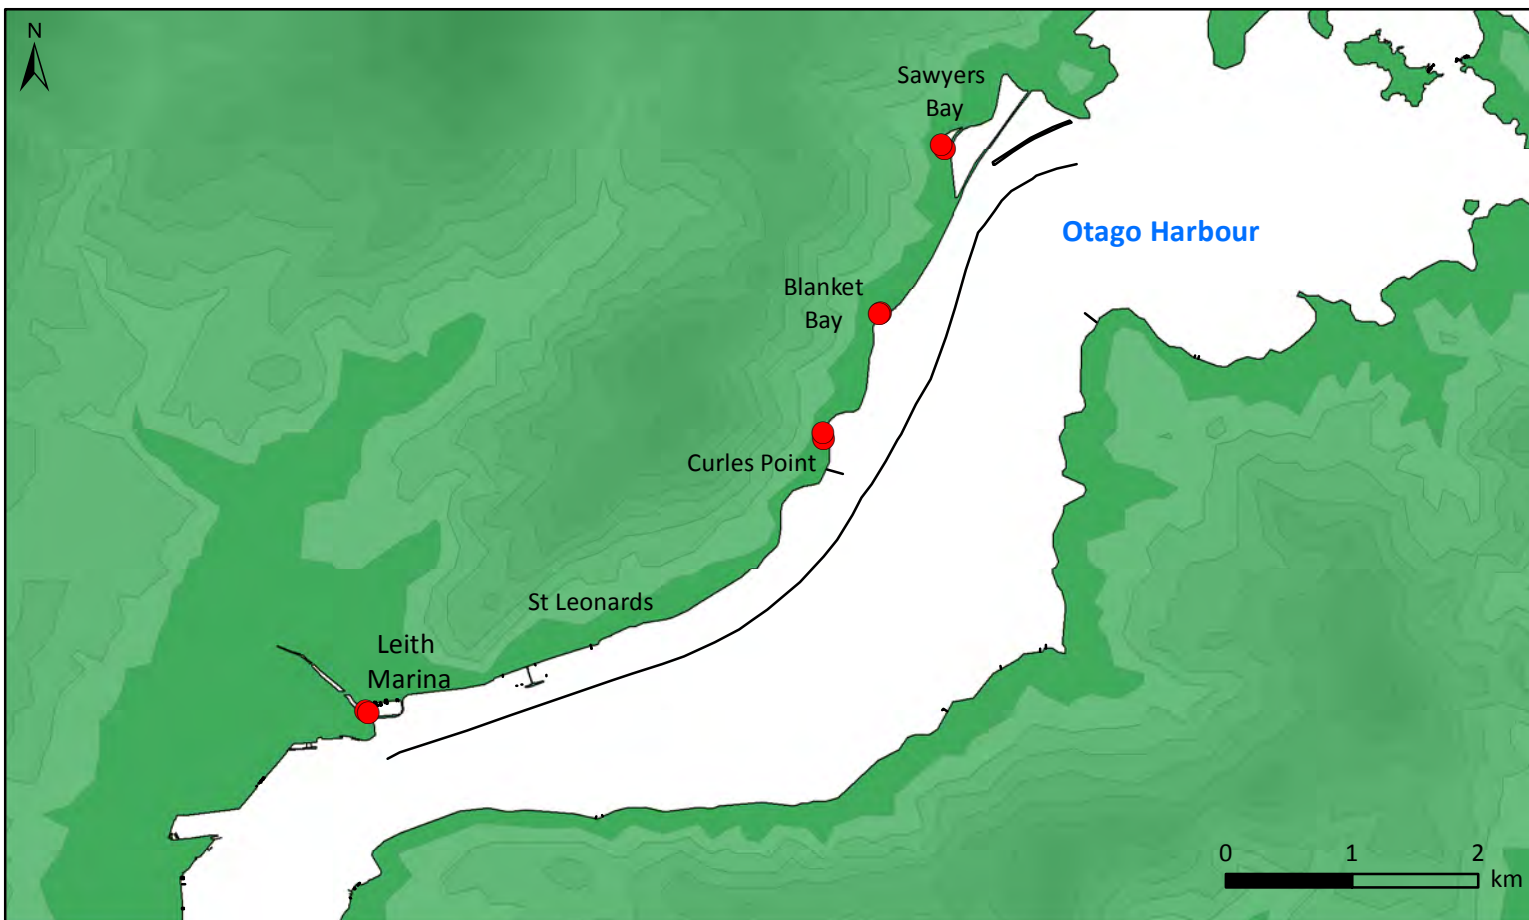 N
Sawyers
Bay
Otago Harbour
Blanket
Bay
Curles Point
St Leonards
Leith
Marina
0 1 2
km